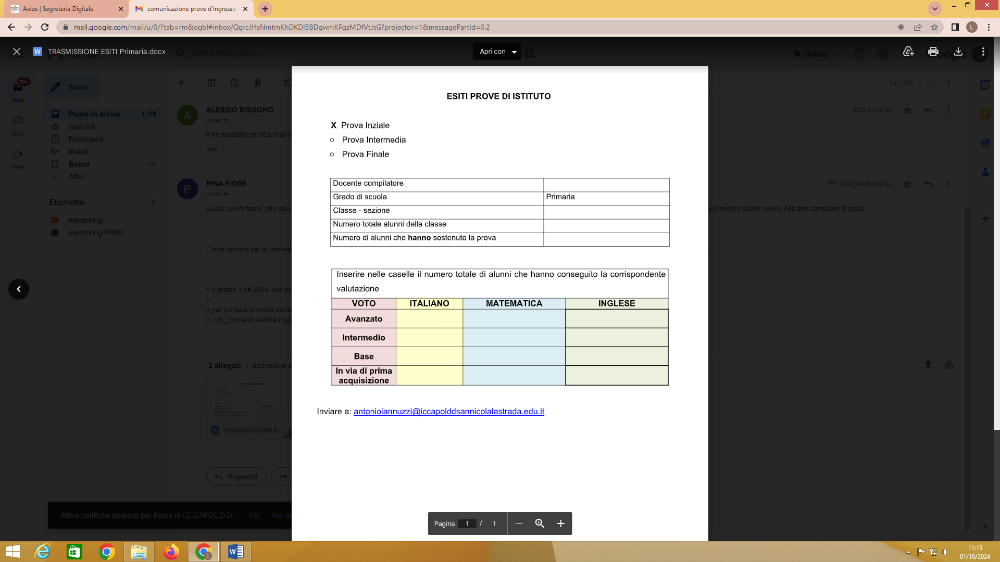 Axios | Segreteria Digitale
comunicazione prove d'ingresso
mail.google.com/mail/u/0/?tab=rm&ogbl#inbox/QgrcJHsNmtmKhDKDlBBDgwmKFqzMDfVtJsG?projector=1&messagePartId=0.2
L
W TRASMISSIONE ESITI Primaria.docx
Cerca nella posta
Apri con
Online
99+
Mail
Chat
Meet
Scrivi
Posta in arrivo 1.178
Speciali
Posticipati
Inviati
Bozze 103
Altro
Etichette
mentoring
mentoring PNRR
1 di 2.731
A
ALESSIO BISOGNO
a me
10:12 (1 ora fa)
ti ho mandato un'altra mail
P
PINA FIORE
a me
10:31 (44 minuti fa)
Luisa, con Antonio, che
inserire quello nuovo. Alla fine cambiano di poco.
Come termine per la
> Il giorno 1 ott 2024, alle
>
> per cortesia potreste
> <35_ prove di verifica
2 allegati • Scansione
W TRASMISSIONE E...
Rispondi
Attiva notifiche desktop per Posta di I.C.CAPOL D.D.. OK No,
ESITI PROVE DI ISTITUTO
X Prova Inziale
○ Prova Intermedia
○ Prova Finale
Docente compilatore
Grado di scuola Primaria
Classe - sezione
Numero totale alunni della classe
Numero di alunni che hanno sostenuto la prova
Inserire nelle caselle il numero totale di alunni che hanno conseguito la corrispondente
valutazione
VOTO ITALIANO MATEMATICA INGLESE
Avanzato
Intermedio
Base
In via di prima
acquisizione
Inviare a: antonioiannuzzi@iccapolddsannicolalastrada.edu.it
Pagina 1 / 1
11:15
01/10/2024